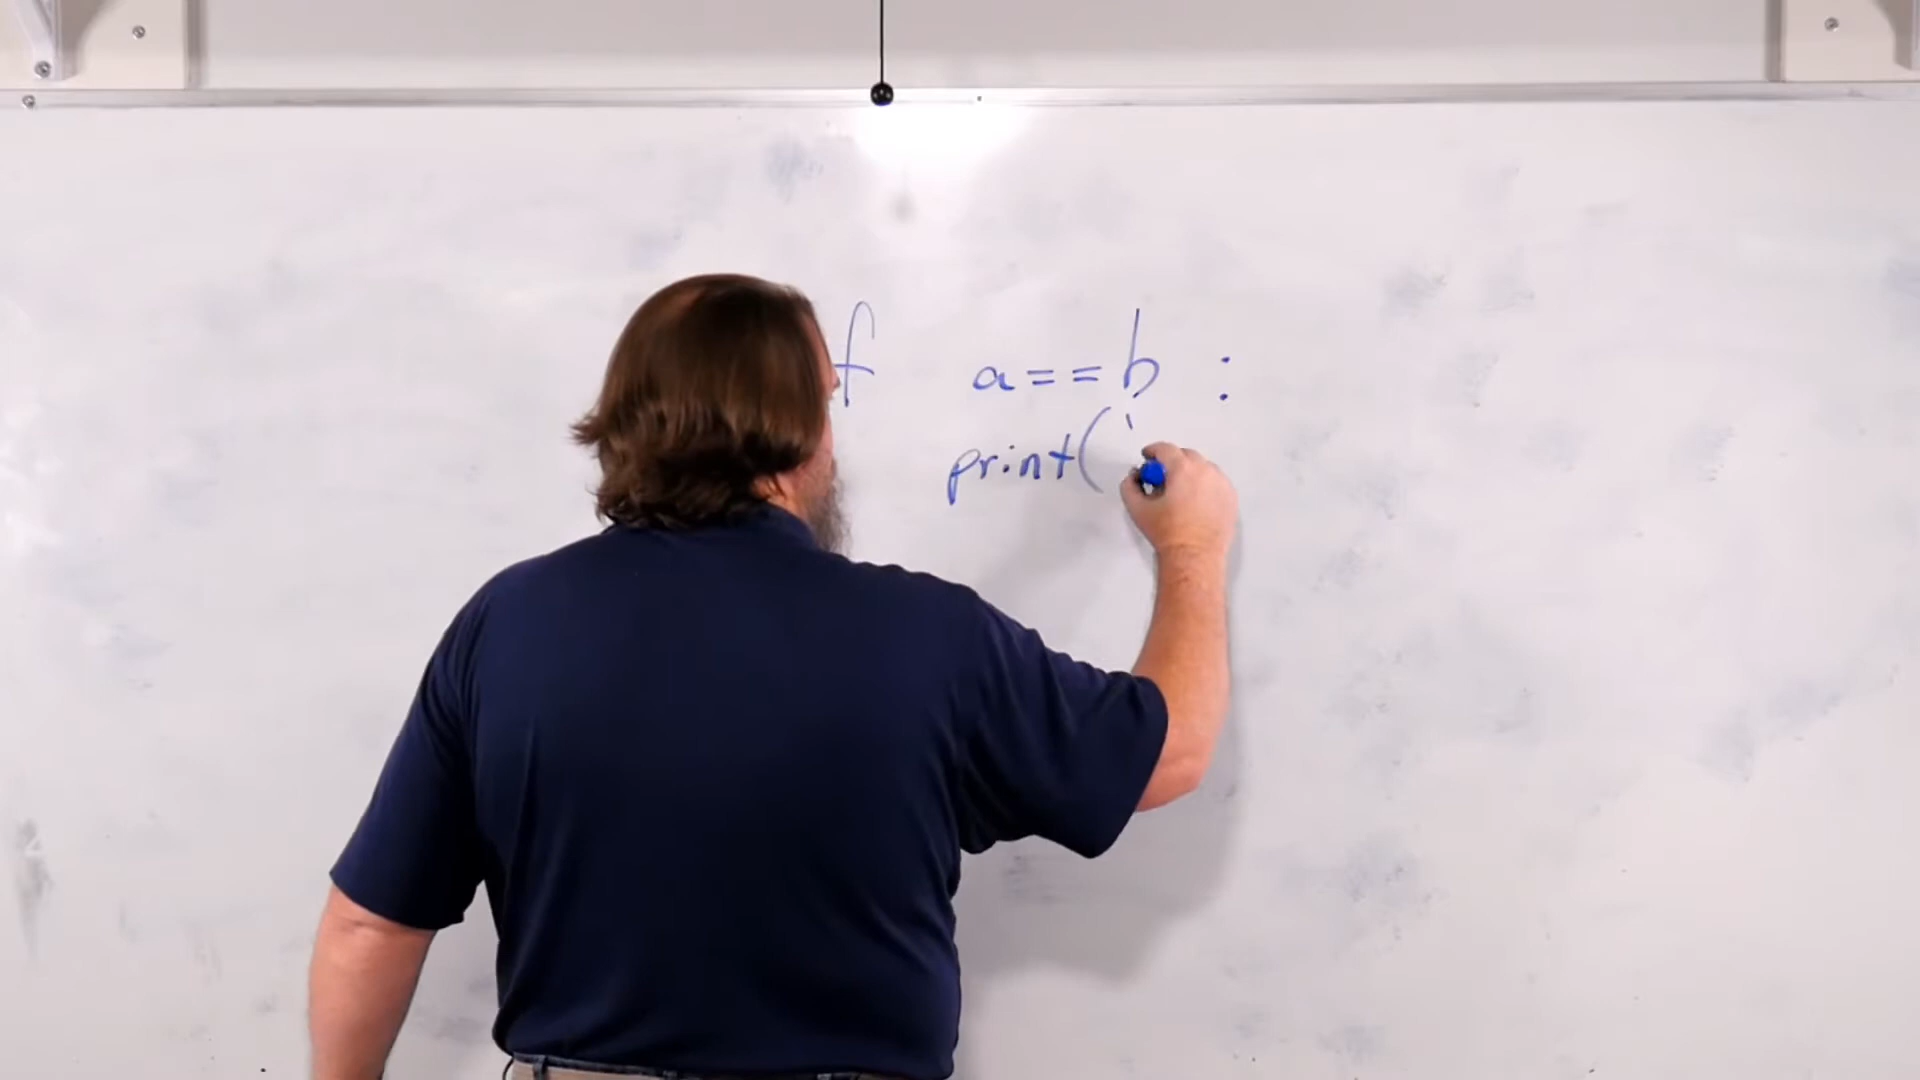 f a==b :
print('